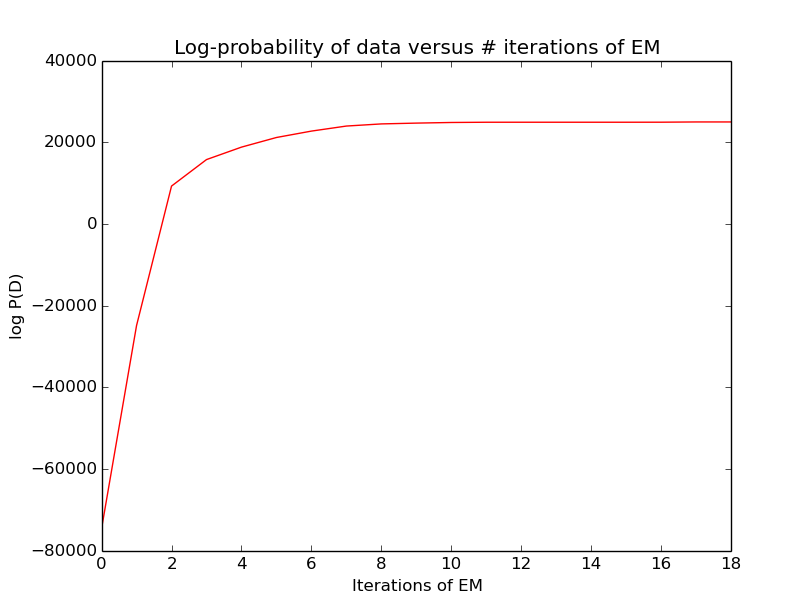 Log-probability of data versus # iterations of EM
40000
20000
0
−20000
−40000
−60000
−80000
log P(D)
0 2 4 6 8 10 12 14 16 18
Iterations of EM